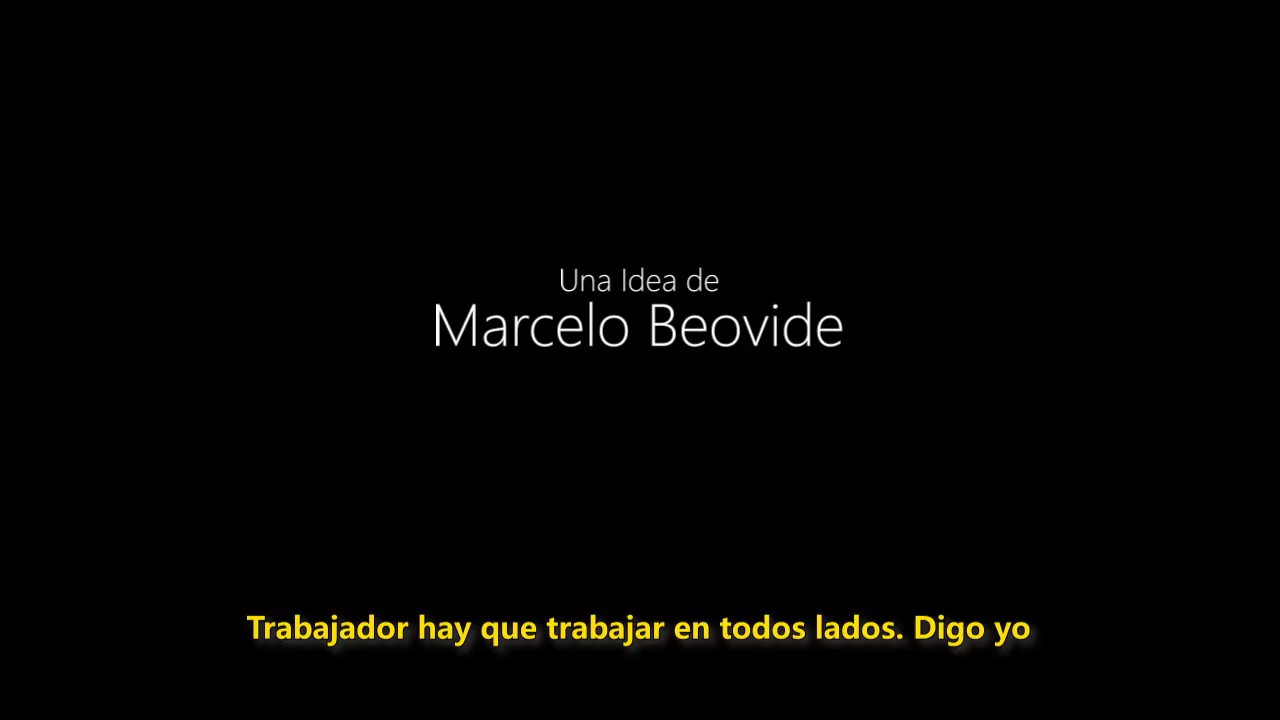 Una Idea de
Marcelo Beovide
Trabajador hay que trabajar en todos lados. Digo yo